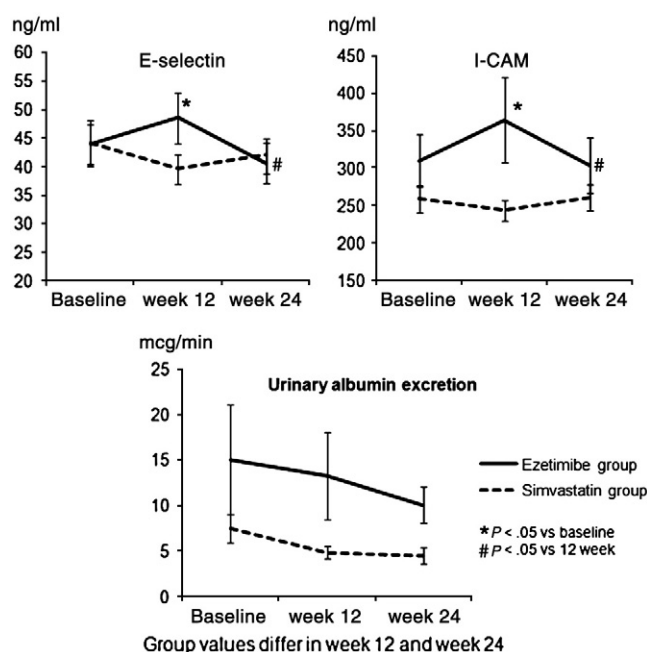 ng/ml
E-selectin
60
55
50
45
40
35
30
25
20
*
#
Baseline week 12 week 24
ng/ml
I-CAM
450
400
350
300
250
200
150
*
#
Baseline week 12 week 24
mcg/min
Urinary albumin excretion
25
20
15
10
5
0
Baseline week 12 week 24
Ezetimibe group
Simvastatin group
* P < .05 vs baseline
# P < .05 vs 12 week
Group values differ in week 12 and week 24